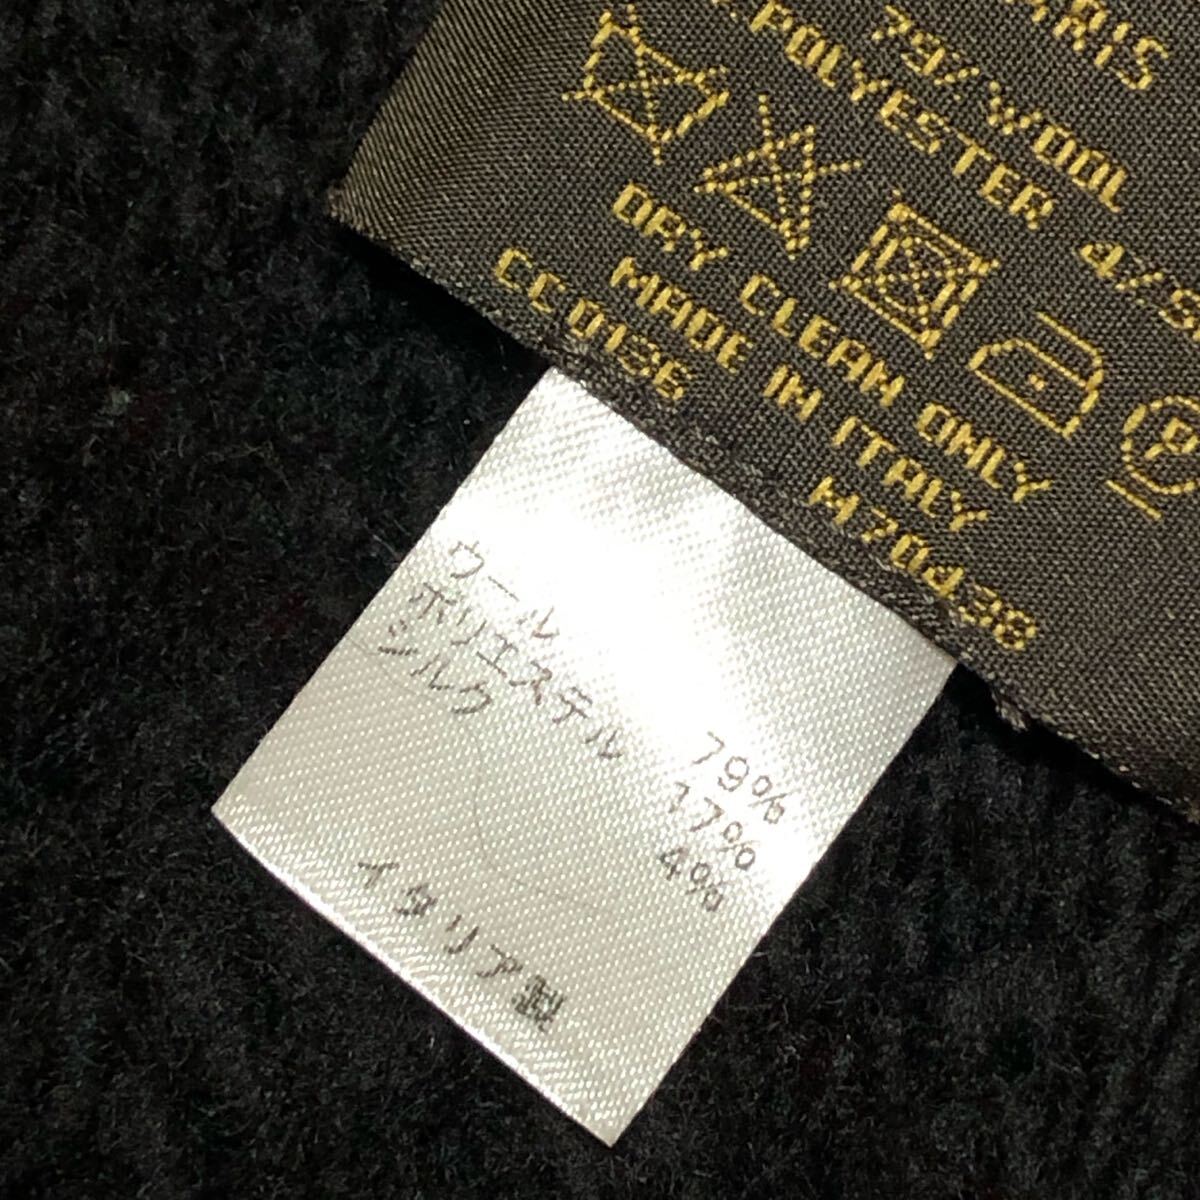 PARIS
79% WOOL
% POLYESTER 4% S
P
DRY CLEAN ONLY
MADE IN ITALY
CC0136 M70438
ウール 79%
ポリエステル 17%
シルク 4%
イタリア製